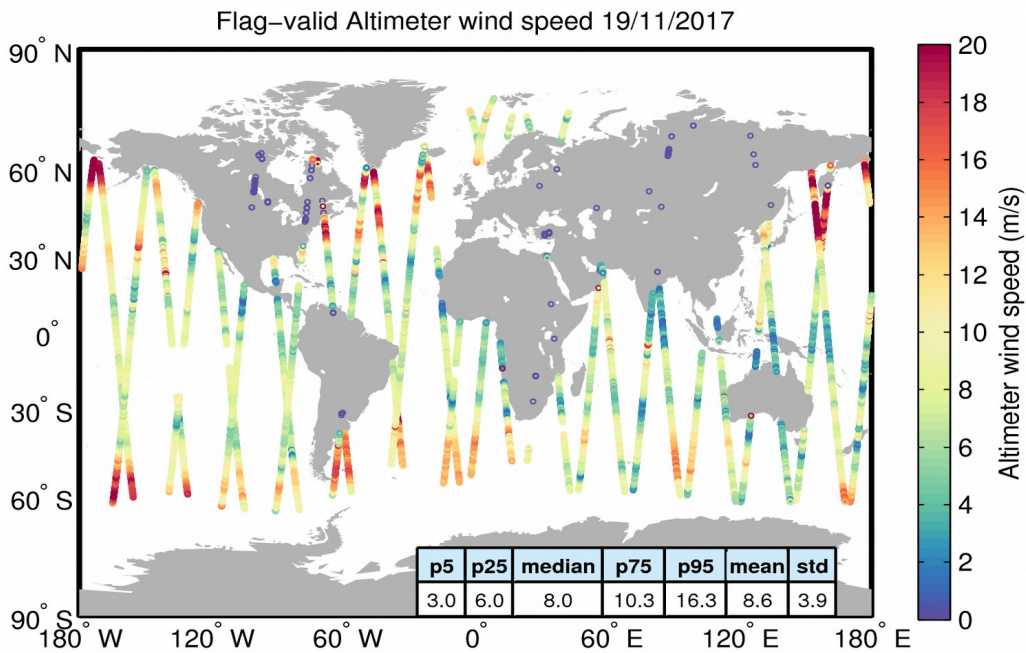 Flag−valid Altimeter wind speed 19/11/2017
90° N
60° N
30° N
0°
30° S
60° S
90° S
180° W
120° W
60° W
0°
60° E
120° E
180° E
p5 p25 median p75 p95 mean std
3.0 6.0 8.0 10.3 16.3 8.6 3.9
20
18
16
14
12
10
8
6
4
2
0
Altimeter wind speed (m/s)